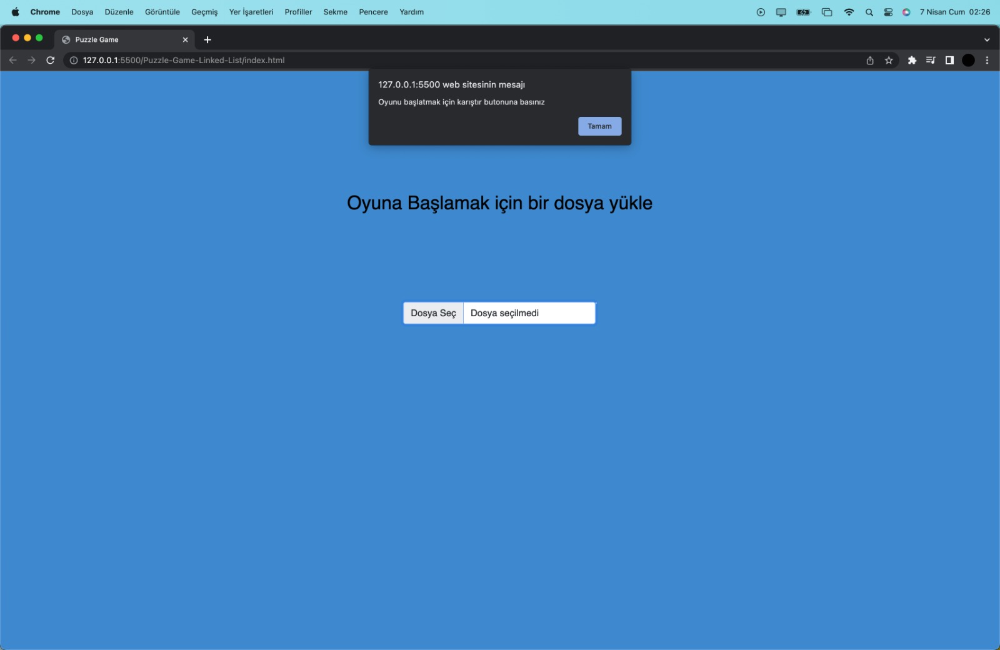 Chrome Dosya Düzenle Görüntüle Geçmiş Yer İşaretleri Profiller Sekme Pencere Yardım 7 Nisan Cum 02:26
Puzzle Game
127.0.0.1:5500/Puzzle-Game-Linked-List/index.html
127.0.0.1:5500 web sitesinin mesajı
Oyunu başlatmak için karıştır butonuna basınız
Tamam
Oyuna Başlamak için bir dosya yükle
Dosya Seç Dosya seçilmedi